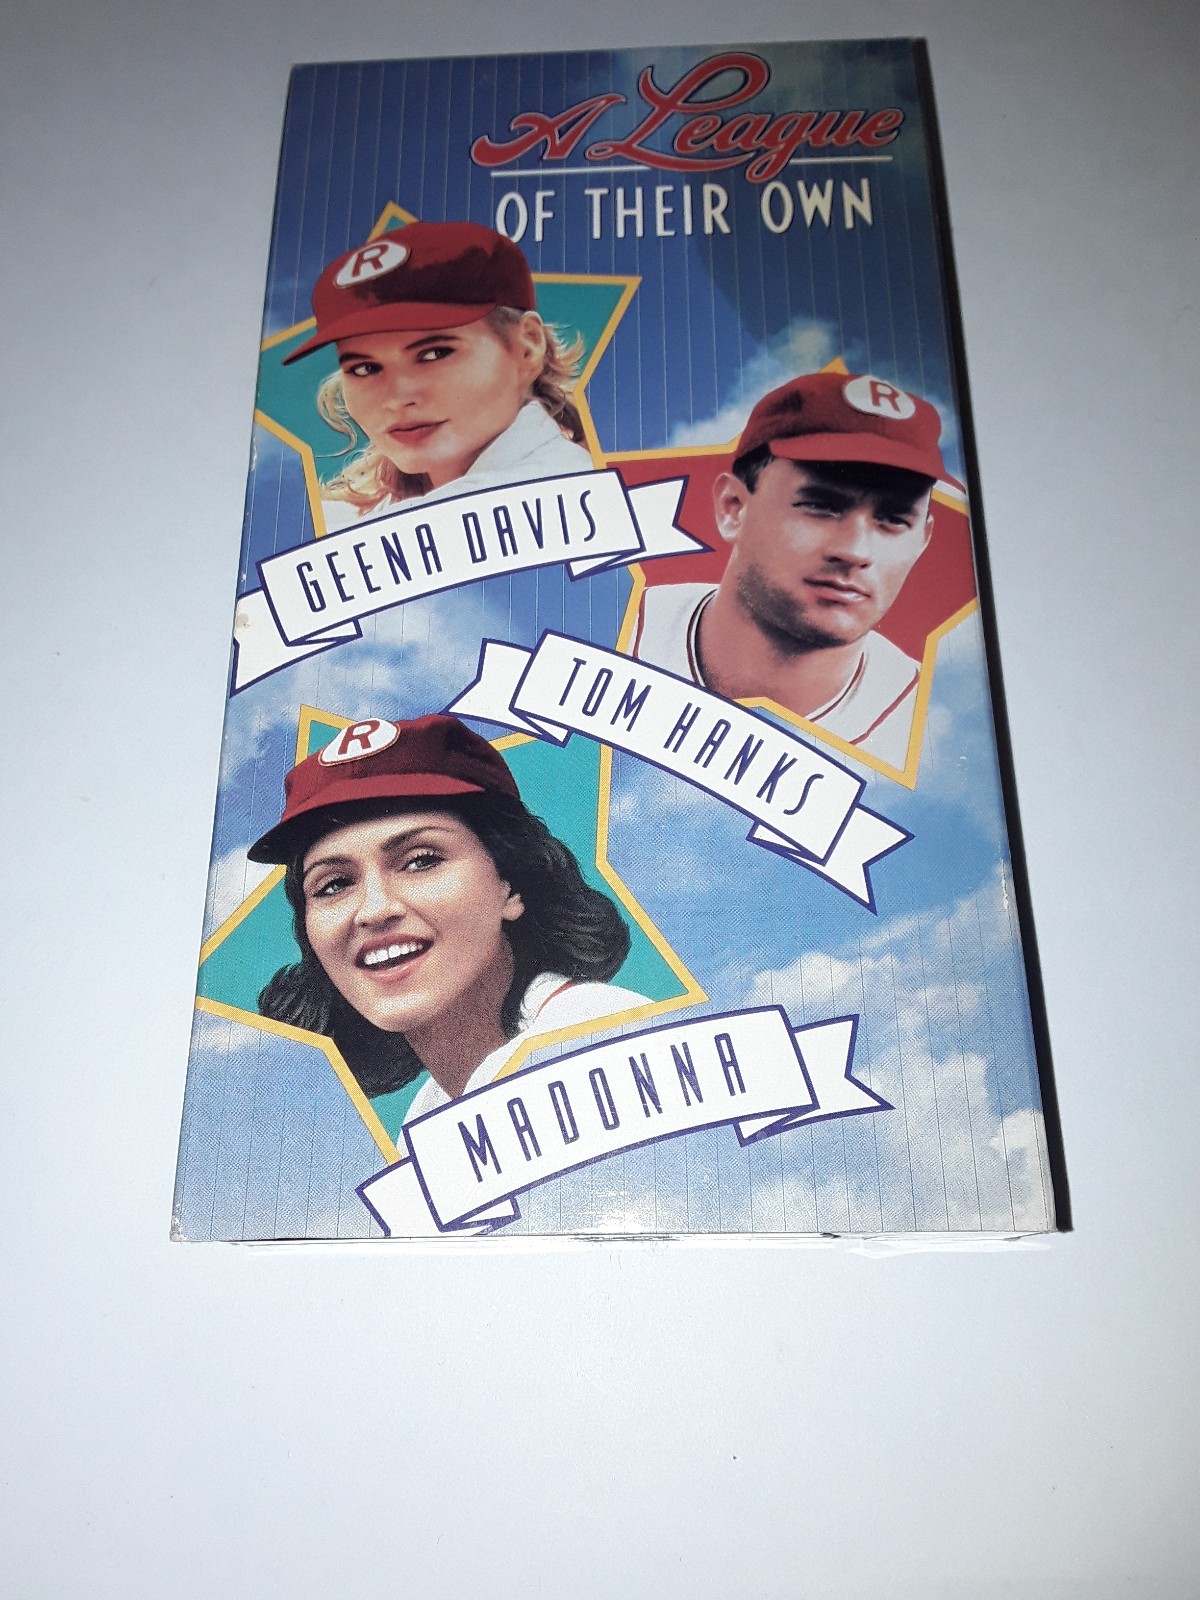 A League
OF THEIR OWN
R
R
GEENA DAVIS
TOM HANKS
R
MADONNA